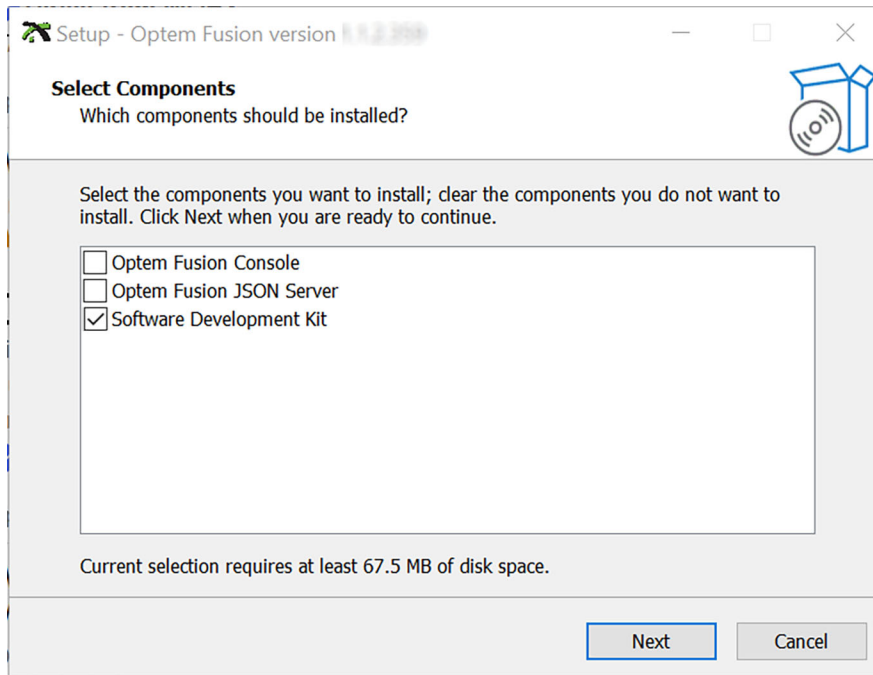 Setup - Optem Fusion version
Select Components
Which components should be installed?
Select the components you want to install; clear the components you do not want to
install. Click Next when you are ready to continue.
Optem Fusion Console
Optem Fusion JSON Server
Software Development Kit
Current selection requires at least 67.5 MB of disk space.
Next
Cancel